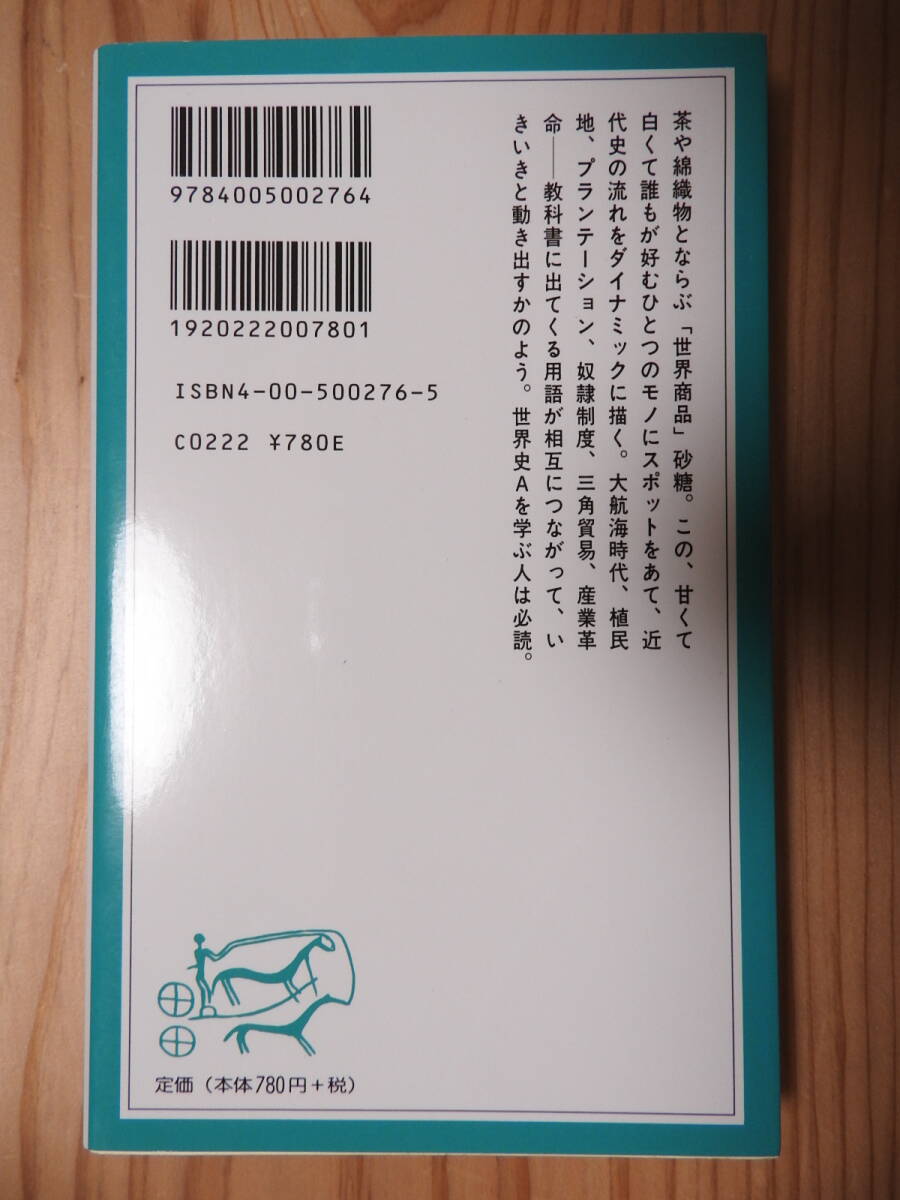 9784005002764
1920222007801
ISBN4-00-500276-5
C0222 ¥780E
茶や綿織物とならぶ「世界商品」砂糖。この、甘くて
白くて誰もが好むひとつのモノにスポットをあて、近
代史の流れをダイナミックに描く。大航海時代、植民
地、プランテーション、奴隷制度、三角貿易、産業革
命──教科書に出てくる用語が相互につながって、い
きいきと動き出すかのよう。世界史Aを学ぶ人は必読。
定価（本体780円＋税）